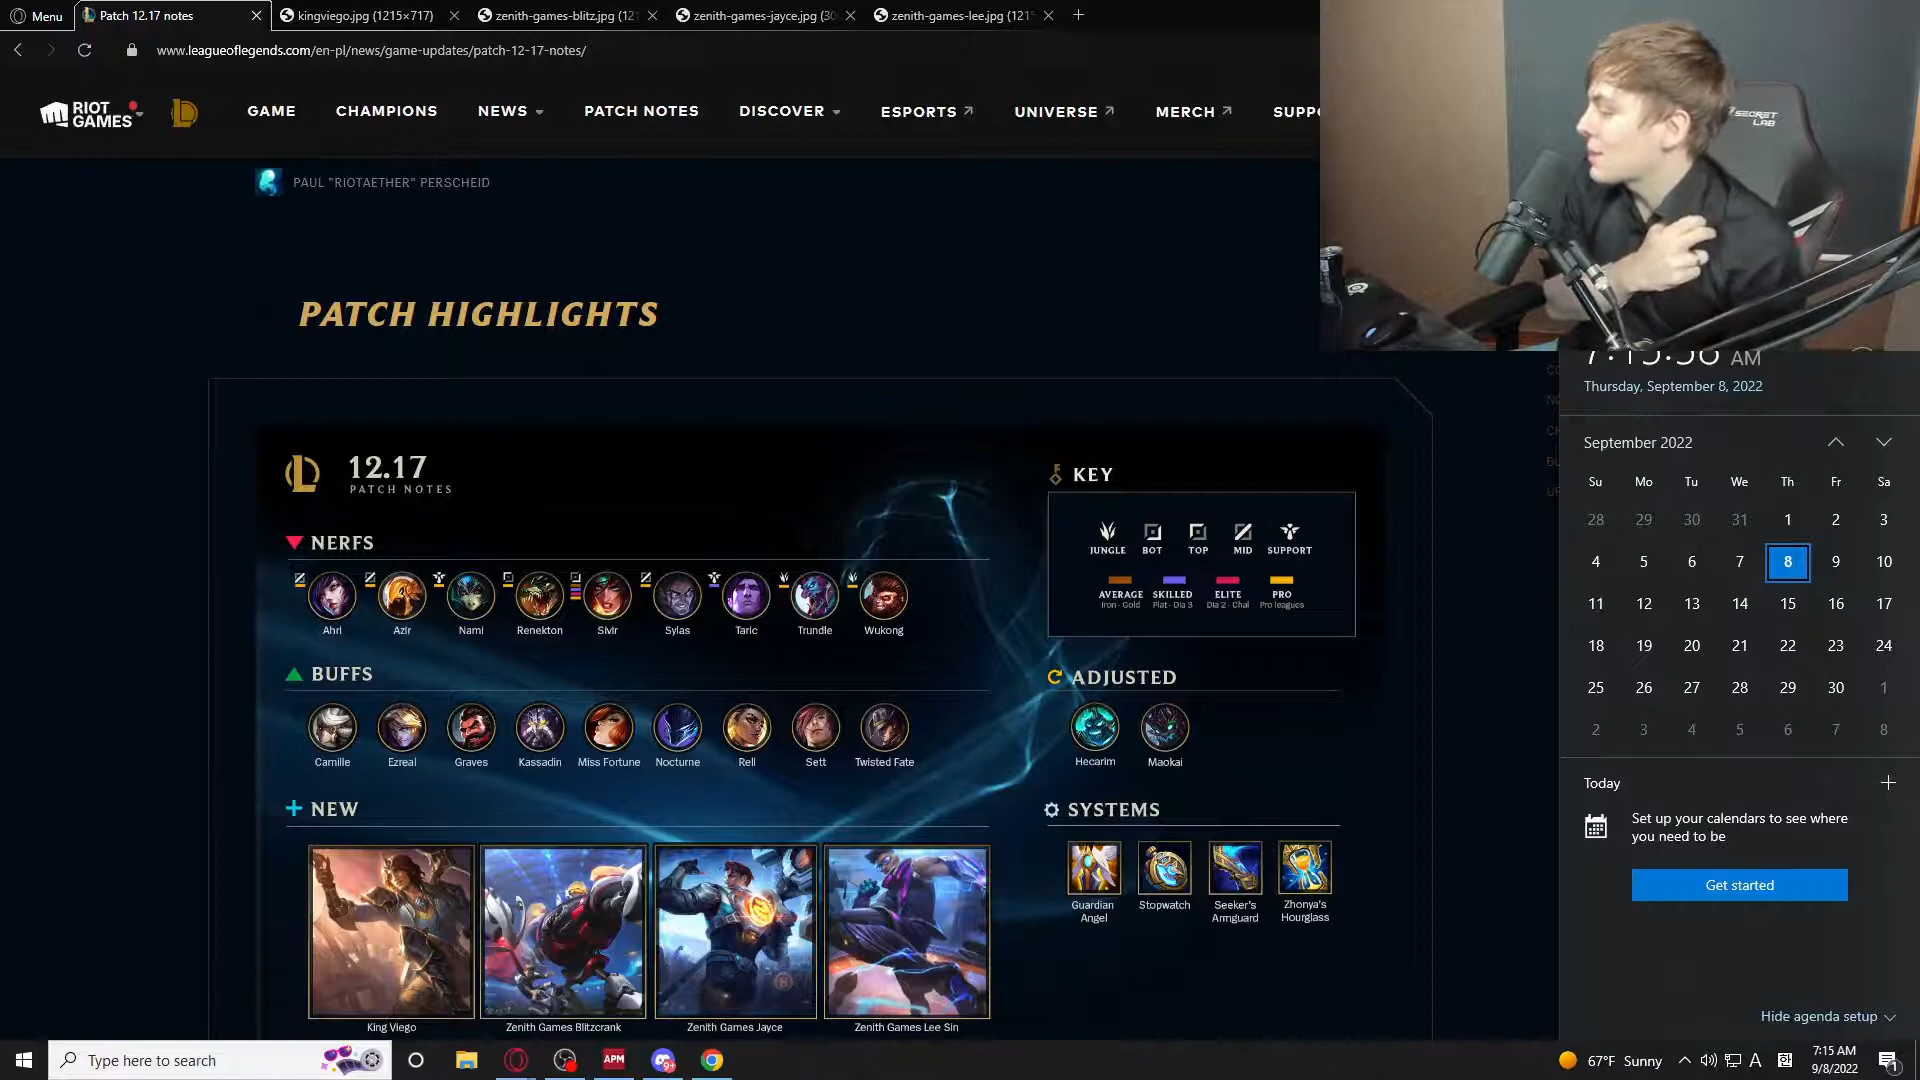 Menu
Patch 12.17 notes
kingviego.jpg (1215×717)
zenith-games-blitz.jpg (121
zenith-games-jayce.jpg (30
zenith-games-lee.jpg (1215
www.leagueoflegends.com/en-pl/news/game-updates/patch-12-17-notes/
RIOT GAMES
GAME
CHAMPIONS
NEWS
PATCH NOTES
DISCOVER
ESPORTS
UNIVERSE
MERCH
SUPP
SECRET LAB
PAUL "RIOTAETHER" PERSCHEID
PATCH HIGHLIGHTS
12.17
PATCH NOTES
NERFS
Ahri
Azir
Nami
Renekton
Sivir
Sylas
Taric
Trundle
Wukong
BUFFS
Camille
Ezreal
Graves
Kassadin
Miss Fortune
Nocturne
Rell
Sett
Twisted Fate
NEW
King Viego
Zenith Games Blitzcrank
Zenith Games Jayce
Zenith Games Lee Sin
KEY
JUNGLE BOT TOP MID SUPPORT
AVERAGE SKILLED ELITE PRO
Iron - Gold Plat - Dia 3 Dia 2 - Chal Pro leagues
ADJUSTED
Hecarim
Maokai
SYSTEMS
Guardian Angel
Stopwatch
Seeker's Armguard
Zhonya's Hourglass
AM
Thursday, September 8, 2022
September 2022
Su Mo Tu We Th Fr Sa
28 29 30 31 1 2 3
4 5 6 7 8 9 10
11 12 13 14 15 16 17
18 19 20 21 22 23 24
25 26 27 28 29 30 1
2 3 4 5 6 7 8
Today
Set up your calendars to see where
you need to be
Get started
Hide agenda setup
Type here to search
APM
9+
67°F Sunny
A
7:15 AM
9/8/2022
1